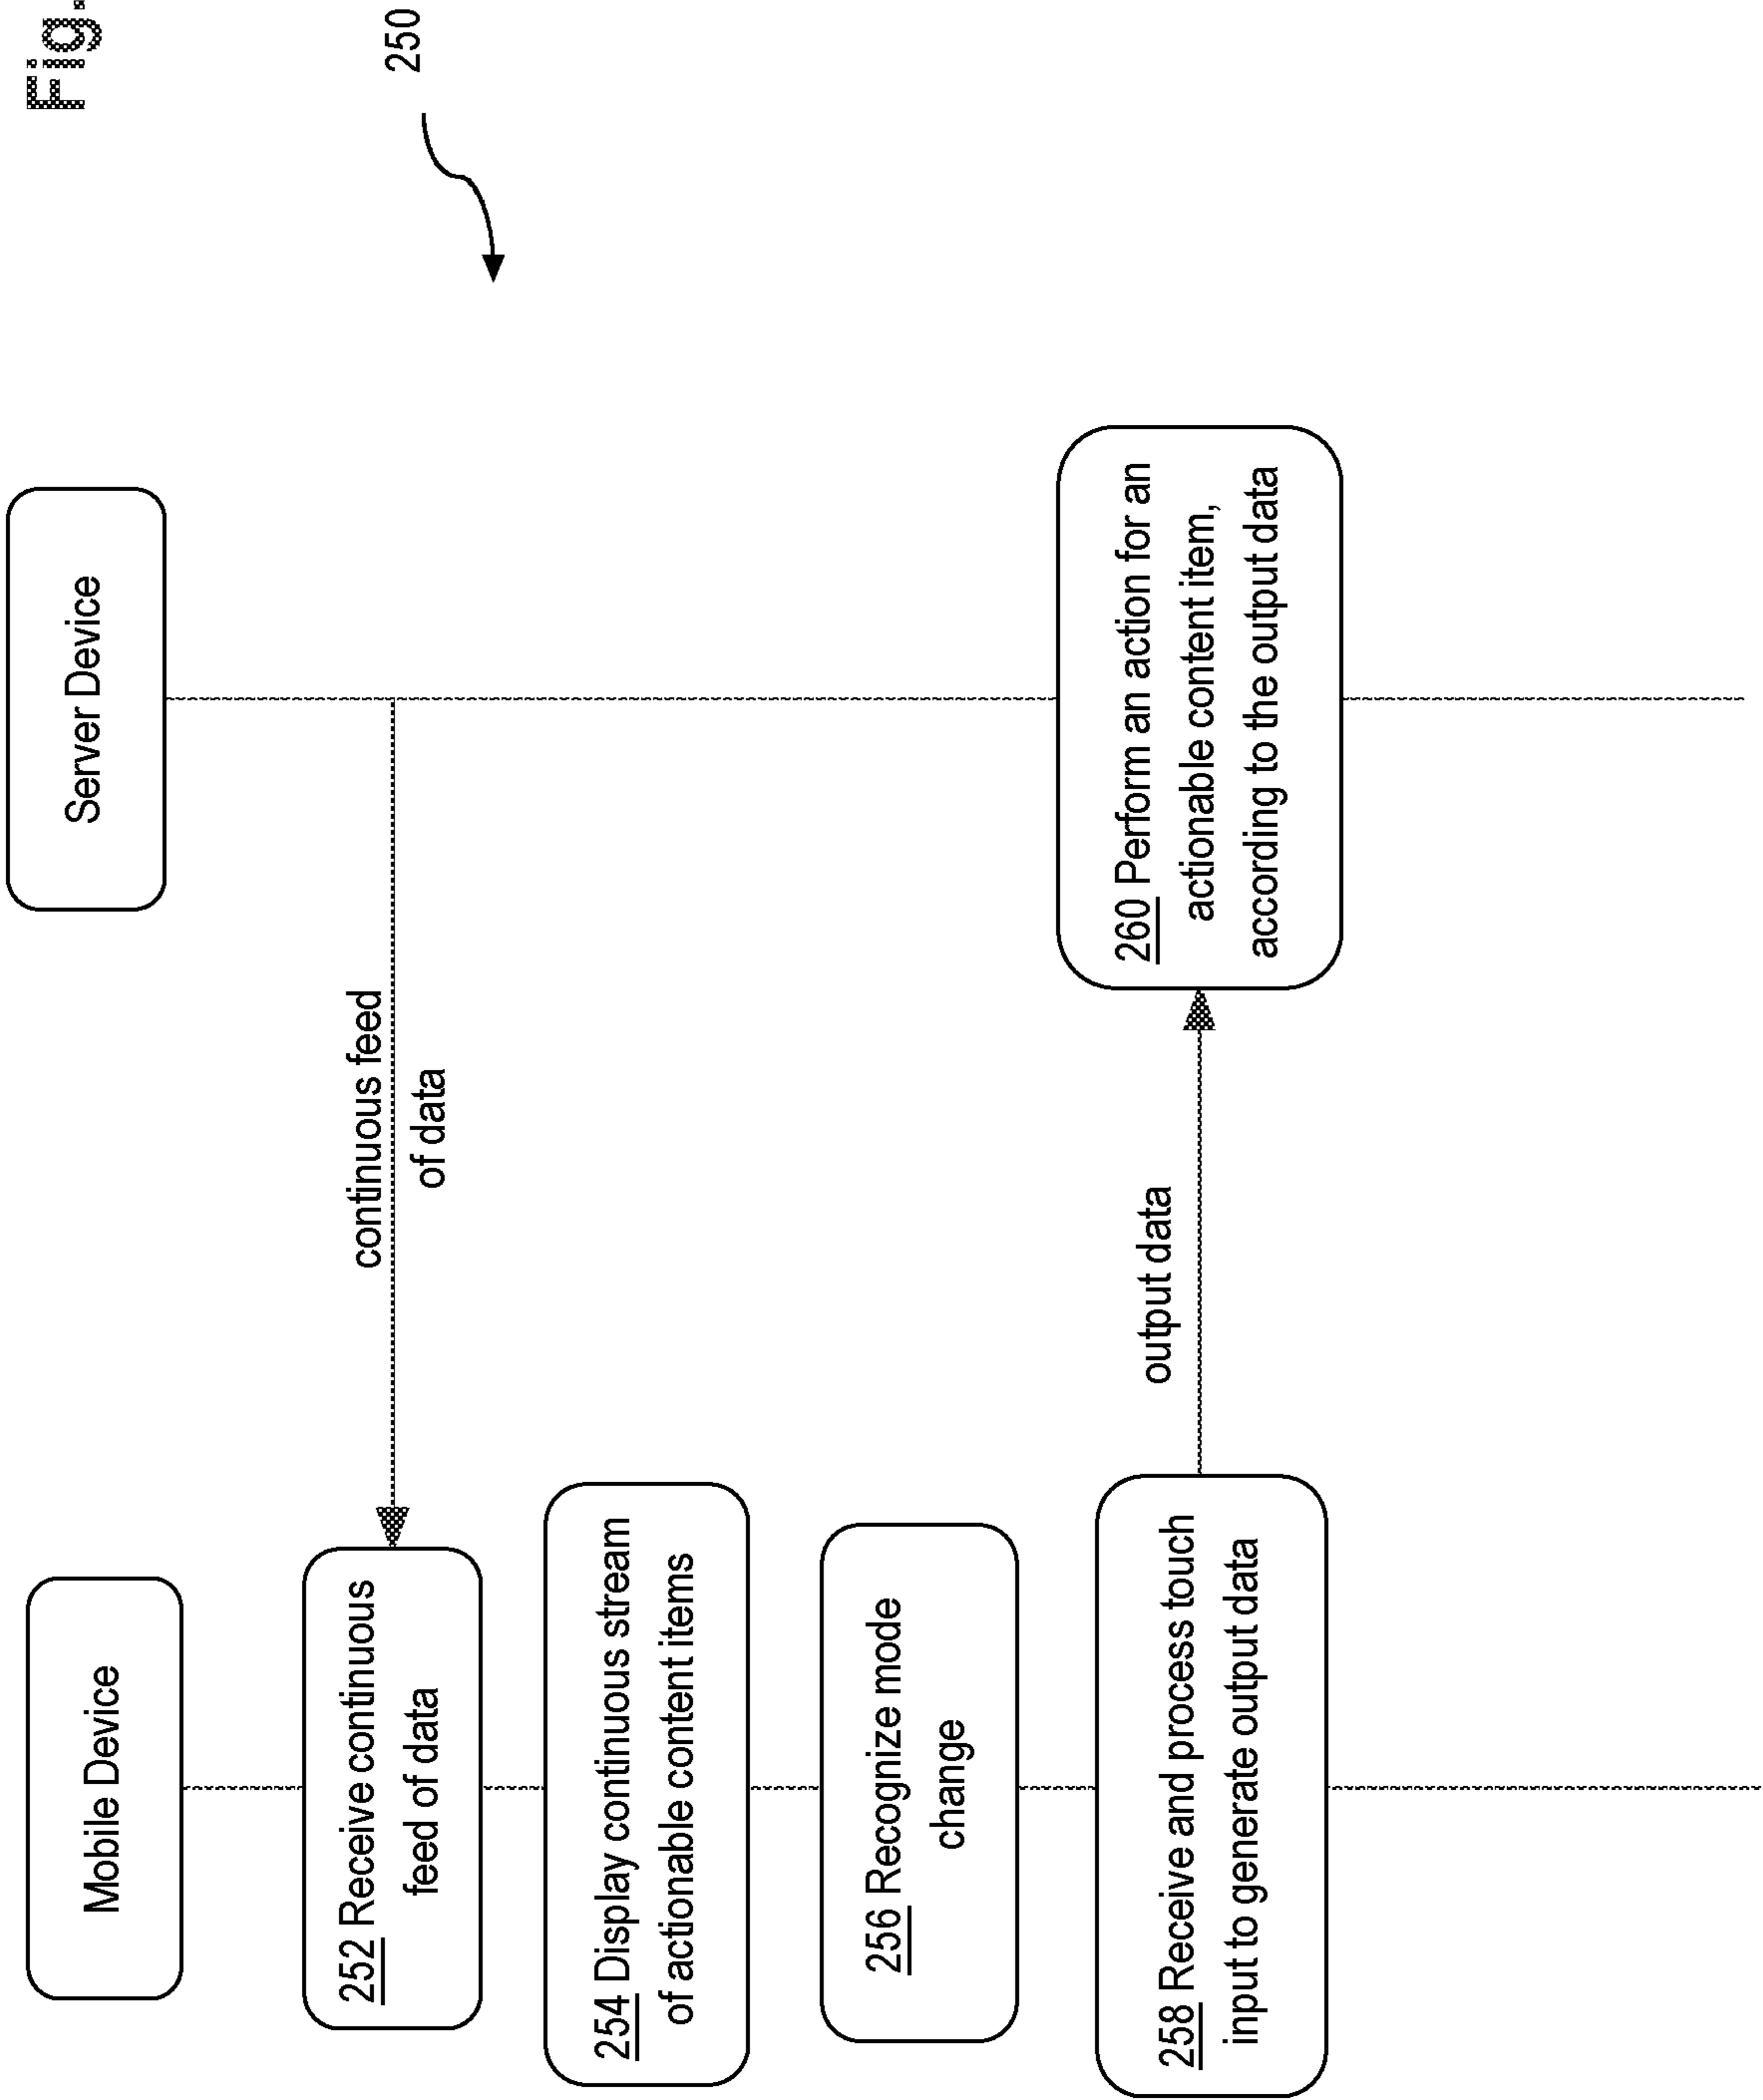 Fig.
250
Mobile Device
Server Device
continuous feed
of data
252 Receive continuous
feed of data
254 Display continuous stream
of actionable content items
256 Recognize mode
change
258 Receive and process touch
input to generate output data
output data
260 Perform an action for an
actionable content item,
according to the output data